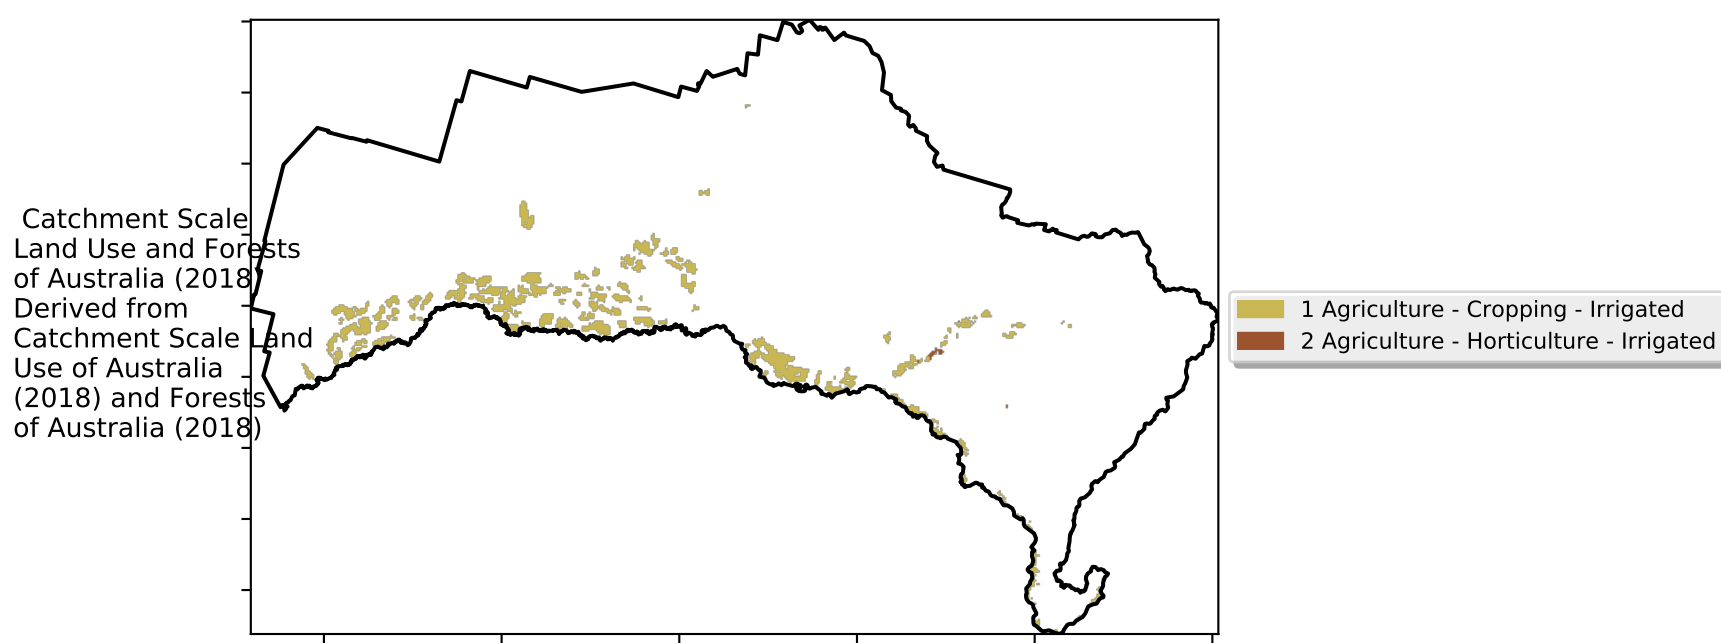 Catchment Scale
Land Use and Forests
of Australia (2018)
Derived from
Catchment Scale Land
Use of Australia
(2018) and Forests
of Australia (2018)
1 Agriculture - Cropping - Irrigated
2 Agriculture - Horticulture - Irrigated